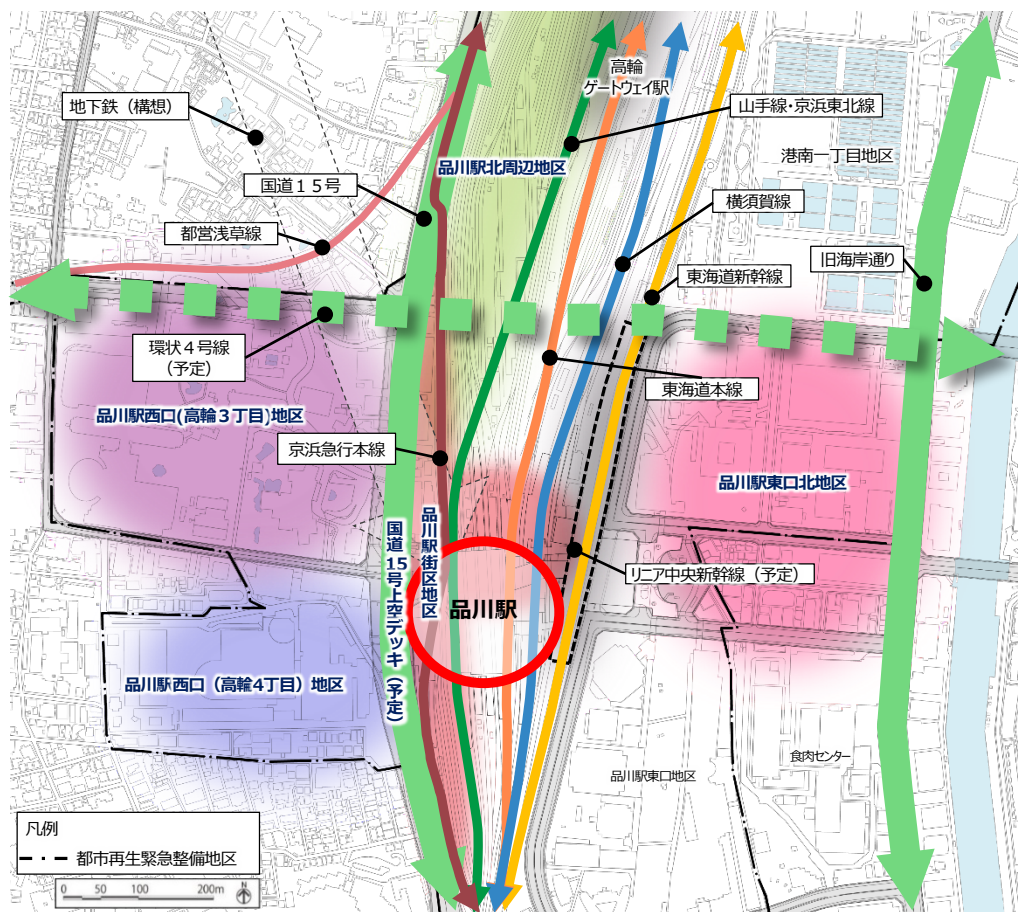 高輪
ゲートウェイ駅
地下鉄（構想）
山手線・京浜東北線
品川駅北周辺地区
港南一丁目地区
国道１５号
横須賀線
都営浅草線
旧海岸通り
東海道新幹線
環状４号線
（予定）
東海道本線
品川駅西口(高輪３丁目)地区
京浜急行本線
品川駅東口北地区
品川駅街区地区
国道15号上空デッキ（予定）
リニア中央新幹線（予定）
品川駅
品川駅西口（高輪4丁目）地区
食肉センター
品川駅東口地区
凡例
都市再生緊急整備地区
0 50 100 200m
N